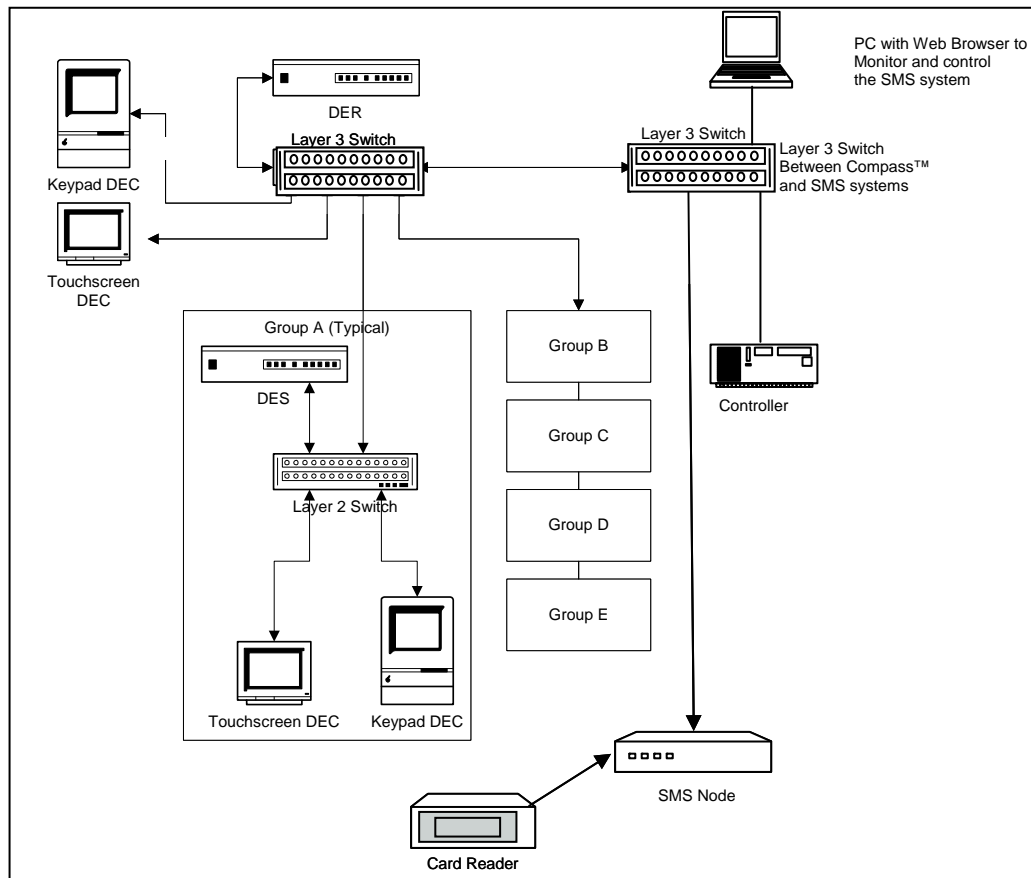 PC with Web Browser to
Monitor and control
the SMS system
DER
Layer 3 Switch
Layer 3 Switch
Layer 3 Switch
Between Compass™
and SMS systems
Keypad DEC
Touchscreen
DEC
Group A (Typical)
DES
Layer 2 Switch
Touchscreen DEC
Keypad DEC
Group B
Group C
Group D
Group E
Controller
SMS Node
Card Reader